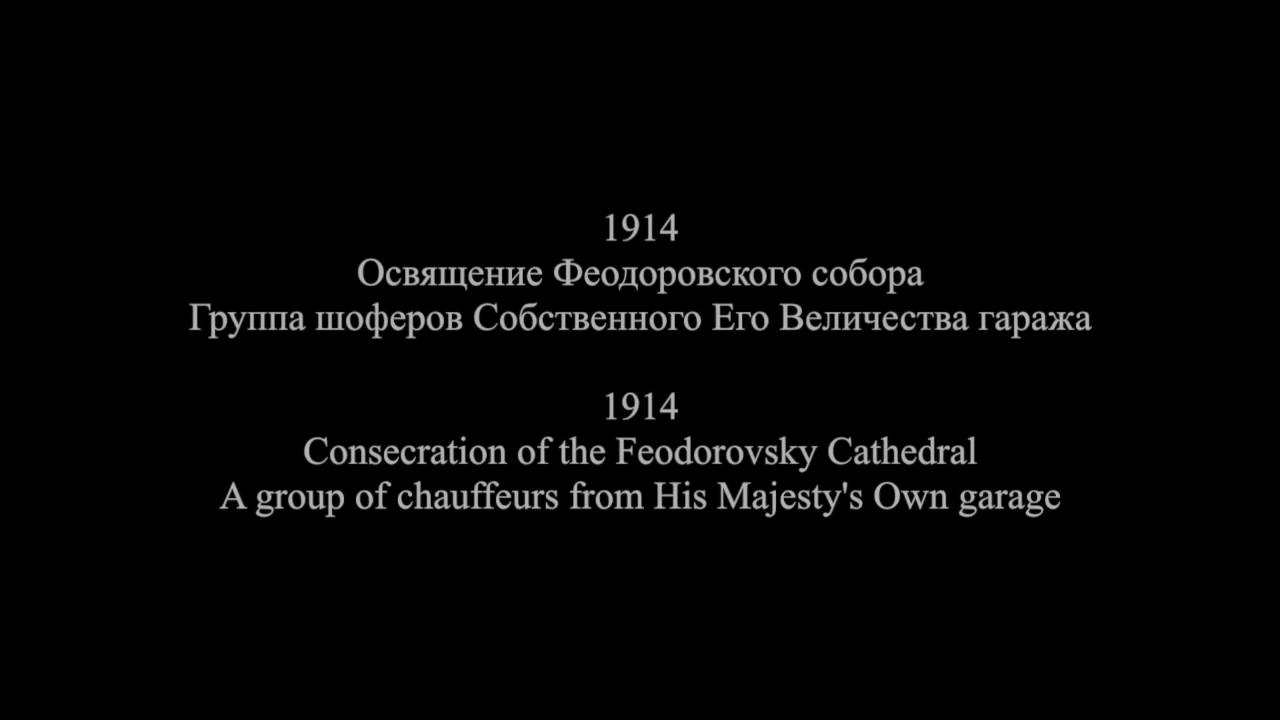 1914
Освящение Феодоровского собора
Группа шоферов Собственного Его Величества гаража
1914
Consecration of the Feodorovsky Cathedral
A group of chauffeurs from His Majesty's Own garage